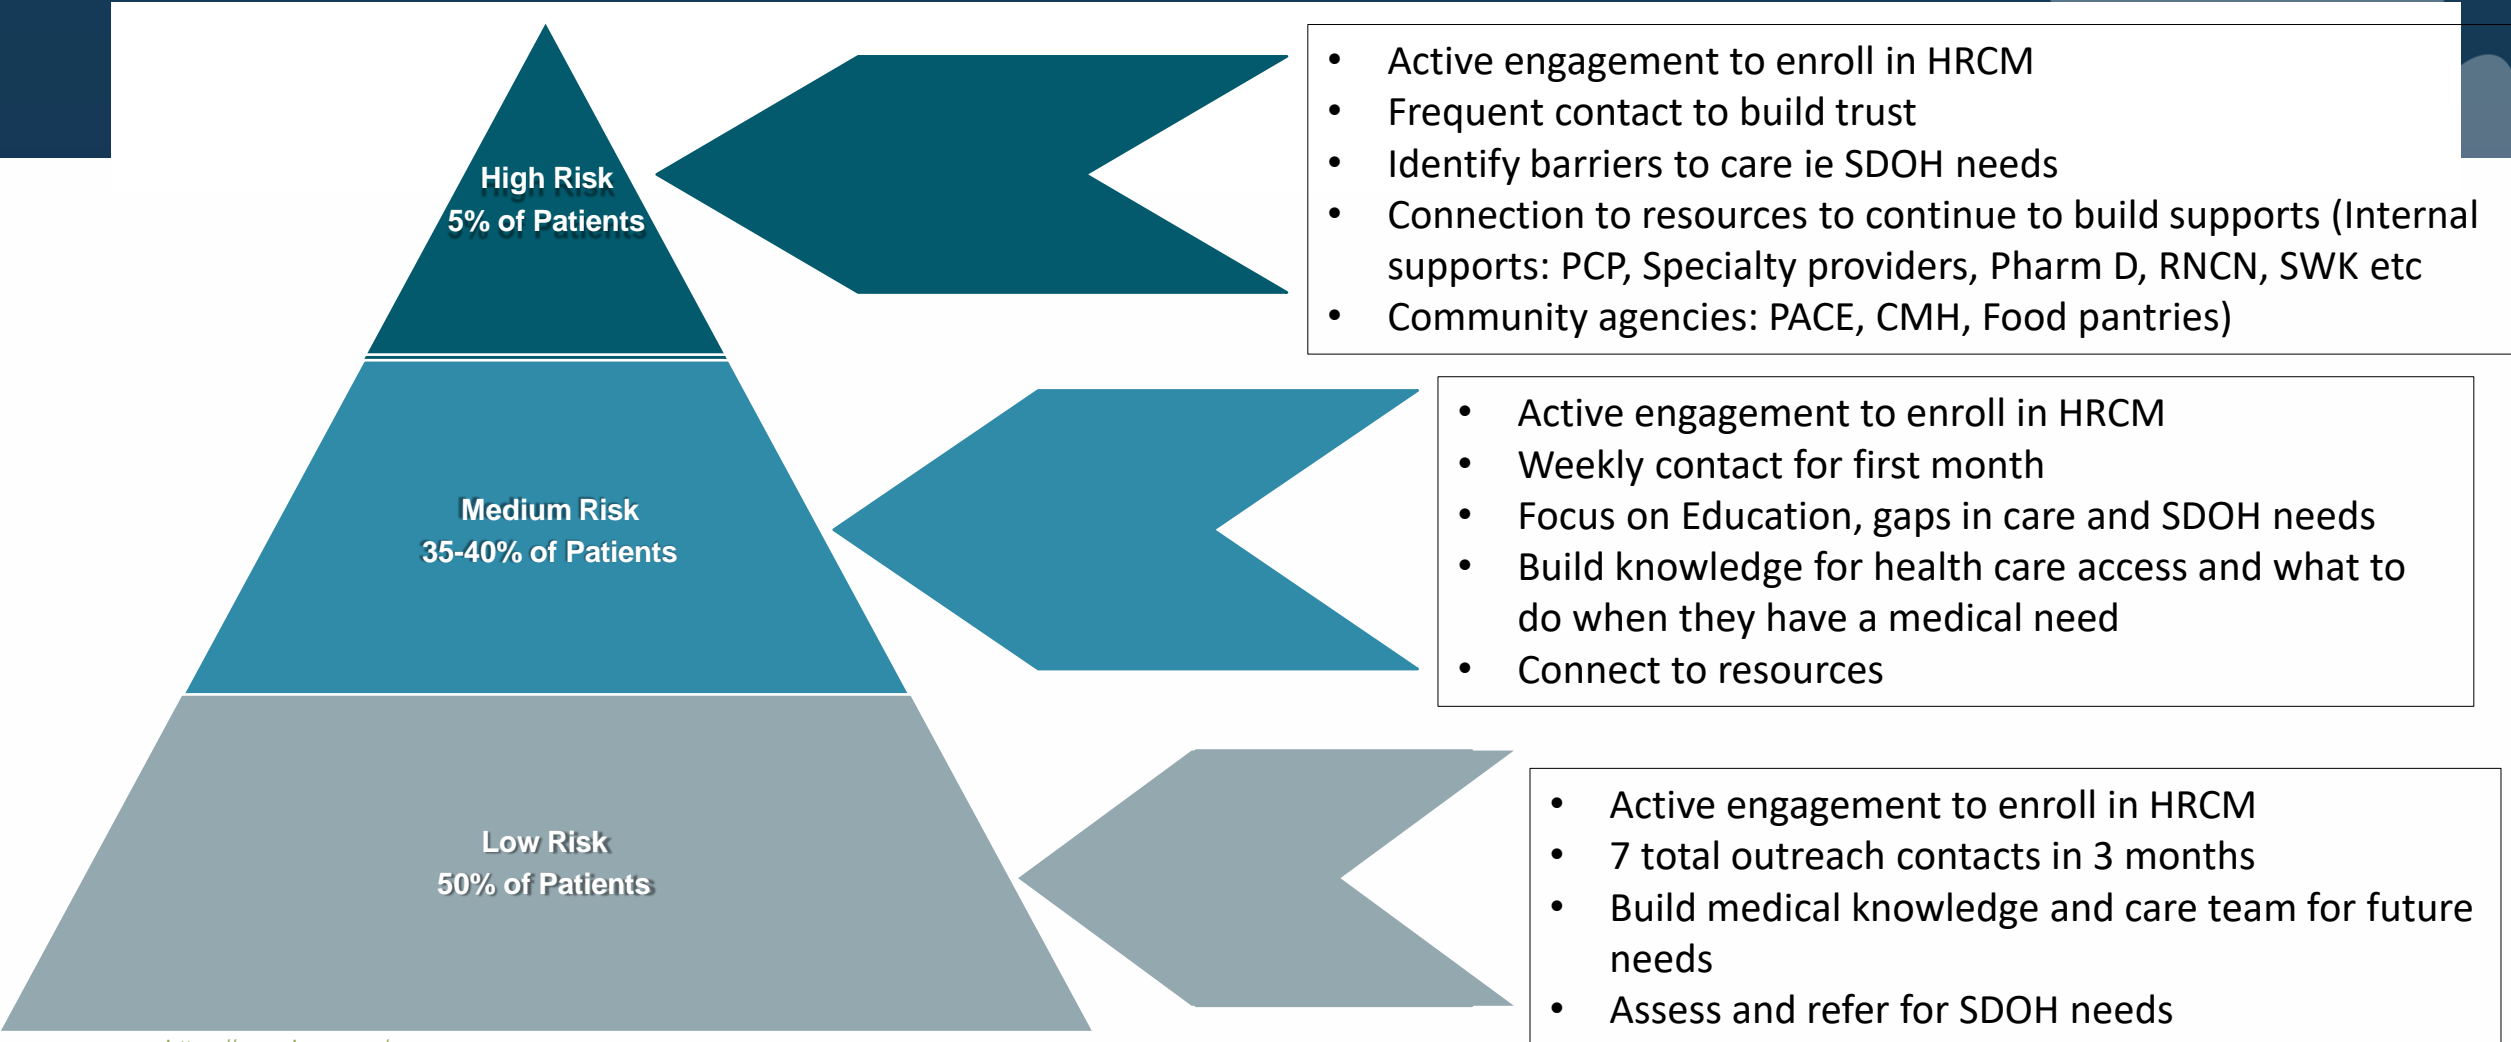 High Risk
5% of Patients
• Active engagement to enroll in HRCM
• Frequent contact to build trust
• Identify barriers to care ie SDOH needs
• Connection to resources to continue to build supports (Internal
supports: PCP, Specialty providers, Pharm D, RNCN, SWK etc
• Community agencies: PACE, CMH, Food pantries)
Medium Risk
35-40% of Patients
• Active engagement to enroll in HRCM
• Weekly contact for first month
• Focus on Education, gaps in care and SDOH needs
• Build knowledge for health care access and what to
do when they have a medical need
• Connect to resources
Low Risk
50% of Patients
• Active engagement to enroll in HRCM
• 7 total outreach contacts in 3 months
• Build medical knowledge and care team for future
needs
• Assess and refer for SDOH needs